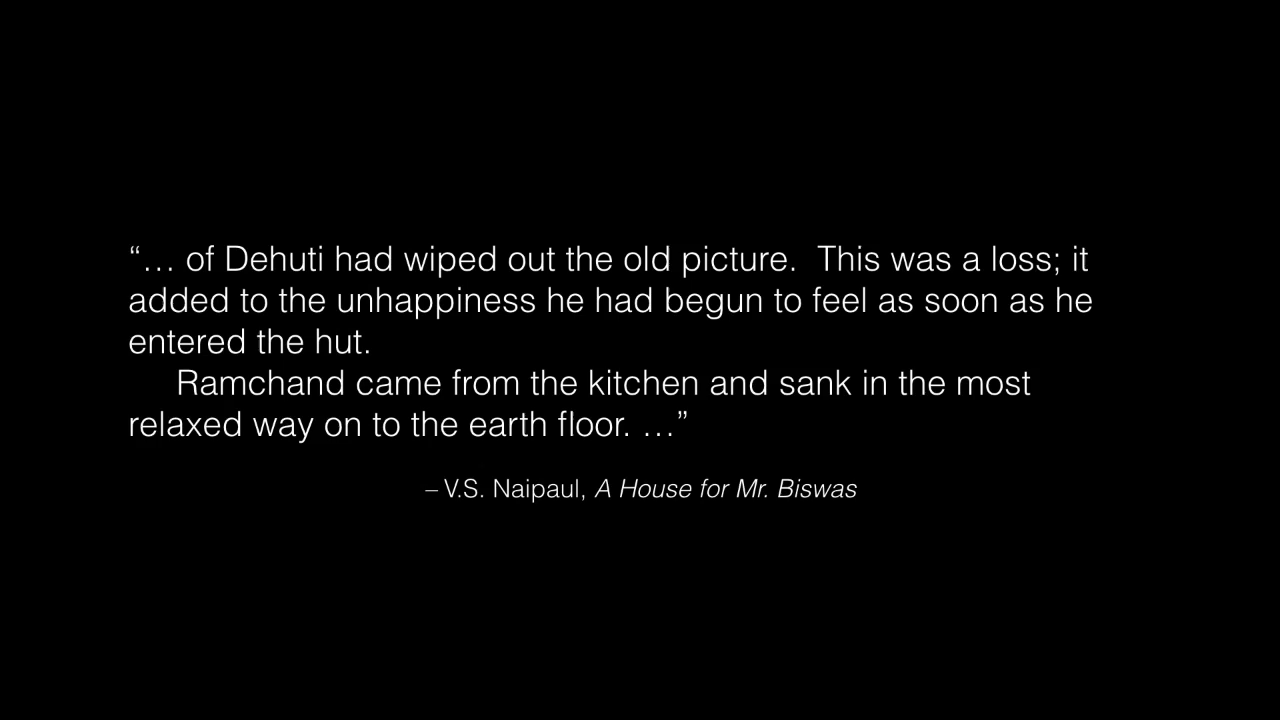 “… of Dehuti had wiped out the old picture.  This was a loss; it
added to the unhappiness he had begun to feel as soon as he
entered the hut.
Ramchand came from the kitchen and sank in the most
relaxed way on to the earth floor. …”
– V.S. Naipaul, A House for Mr. Biswas